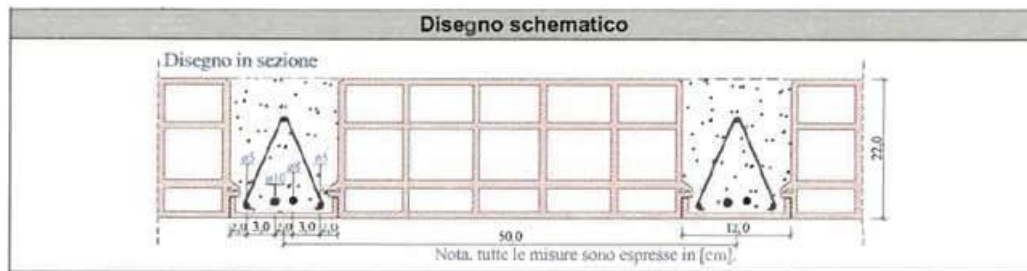 Disegno schematico
Disegno in sezione
ø5 ø10 ø8 ø5
22,0
2,0 3,0 2,0 3,0 2,0
12,0
50,0
Nota. tutte le misure sono espresse in [cm].